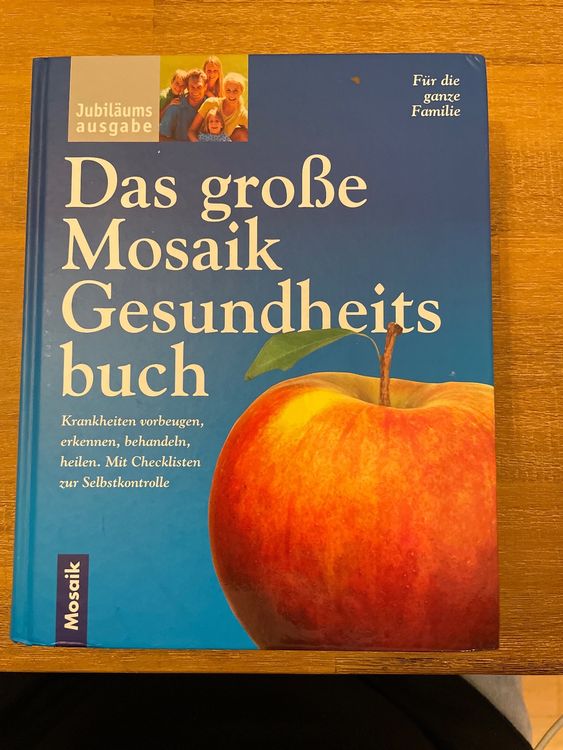 Jubiläums
ausgabe
Für die
ganze
Familie
Das große
Mosaik
Gesundheits
buch
Krankheiten vorbeugen,
erkennen, behandeln,
heilen. Mit Checklisten
zur Selbstkontrolle
Mosaik